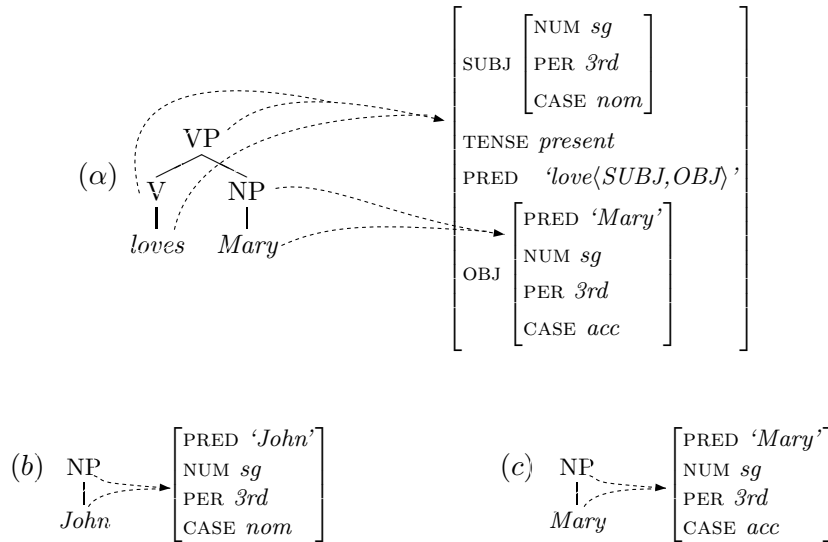 NUM sg
SUBJ PER 3rd
CASE nom
VP
TENSE present
(α) V NP PRED ‘love⟨SUBJ,OBJ⟩’
PRED ‘Mary’
loves Mary
NUM sg
OBJ
PER 3rd
CASE acc
(b) NP PRED ‘John’
NUM sg
PER 3rd
John CASE nom
(c) NP PRED ‘Mary’
NUM sg
PER 3rd
Mary CASE acc